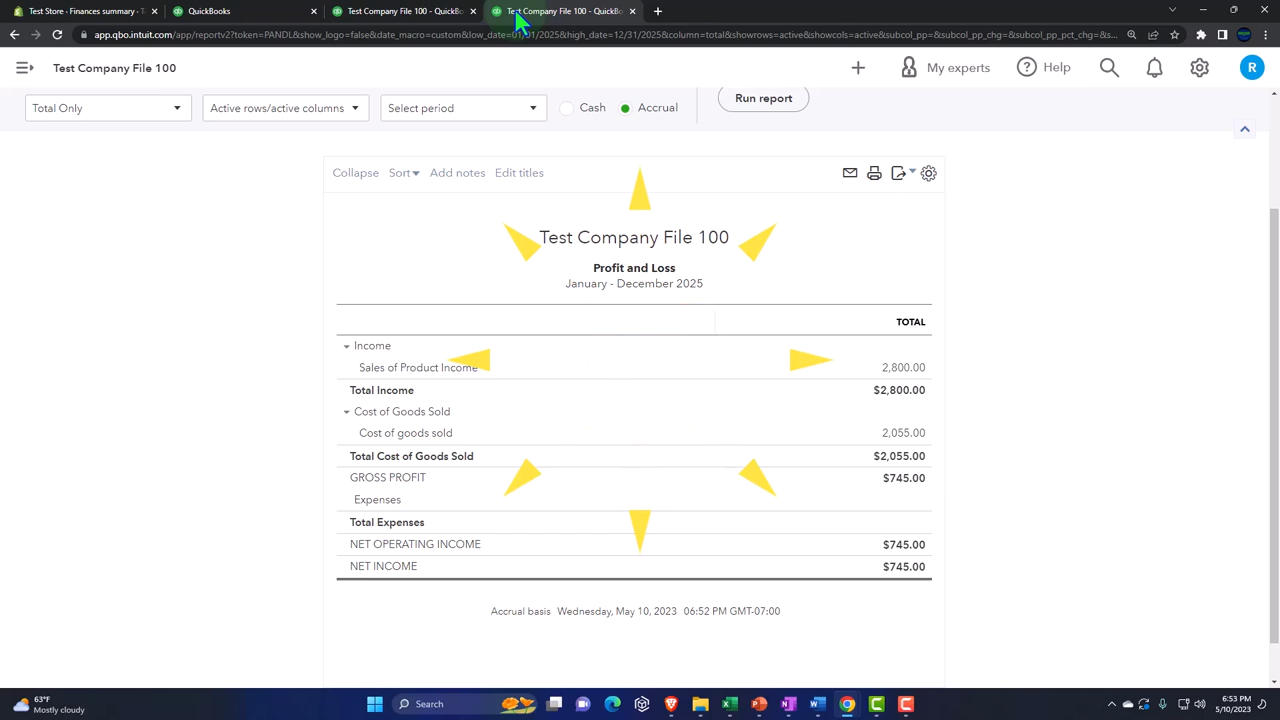 Test Store - Finances summary -
QuickBooks
Test Company File 100 - QuickBo
Test Company File 100 - QuickBo
app.qbo.intuit.com/app/reportv2?token=PANDL&show_logo=false&date_macro=custom&low_date=01/01/2025&high_date=12/31/2025&column=total&showrows=active&showcols=active&subcol_pp=&subcol_pp_chg=&subcol_pp_pct_chg=&s...
Test Company File 100
My experts
Help
R
Total Only
Active rows/active columns
Select period
Cash
Accrual
Run report
Collapse Sort Add notes Edit titles
Test Company File 100
Profit and Loss
January - December 2025
TOTAL
Income
Sales of Product Income 2,800.00
Total Income $2,800.00
Cost of Goods Sold
Cost of goods sold 2,055.00
Total Cost of Goods Sold $2,055.00
GROSS PROFIT $745.00
Expenses
Total Expenses
NET OPERATING INCOME $745.00
NET INCOME $745.00
Accrual basis Wednesday, May 10, 2023 06:52 PM GMT-07:00
63°F
Mostly cloudy
Search
6:53 PM
5/10/2023